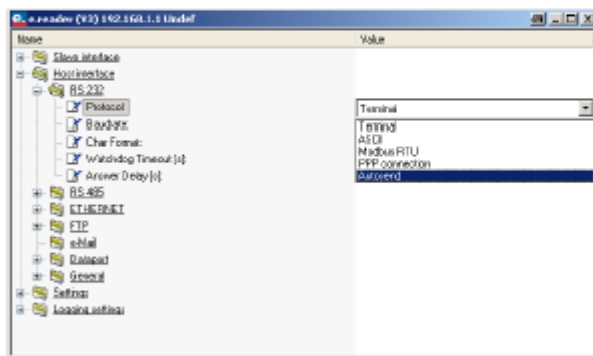 e.reader (V3) 192.168.1.1 Undef
Name Value
Slave interface
Host interface
RS 232
Protocol Terminal
Baudrate: Terminal
Char Format: ASCII
Watchdog Timeout [s]: Modbus RTU
PPP connection
Answer Delay [s]: Autosend
RS 485
ETHERNET
FTP
e-Mail
Dataport
General
Settings
Logging settings